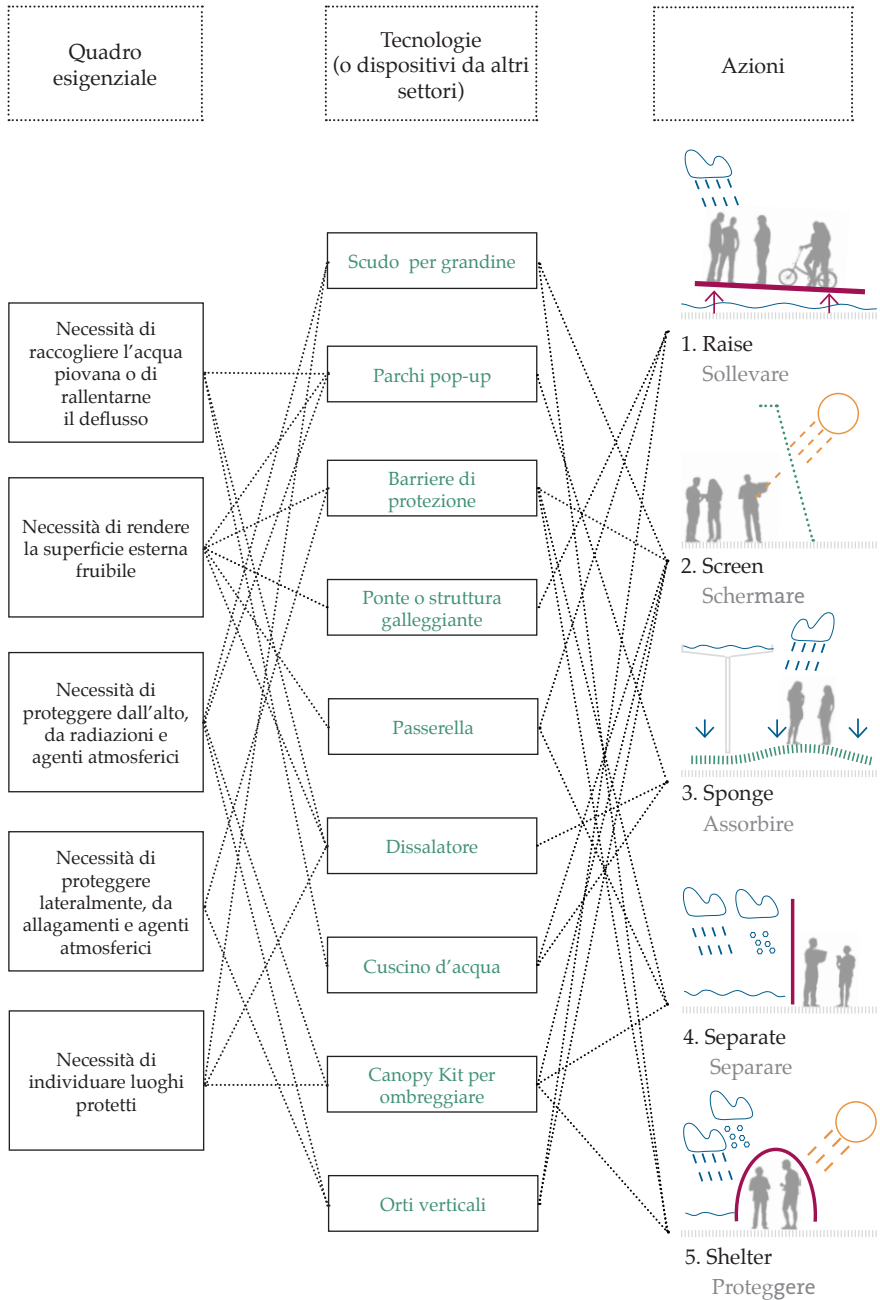 Quadro
esigenziale
Tecnologie
(o dispositivi da altri
settori)
Azioni
Necessità di
raccogliere l'acqua
piovana o di
rallentarne
il deflusso
Necessità di rendere
la superficie esterna
fruibile
Necessità di
proteggere dall'alto,
da radiazioni e
agenti atmosferici
Necessità di
proteggere
lateralmente, da
allagamenti e agenti
atmosferici
Necessità di
individuare luoghi
protetti
Scudo per grandine
Parchi pop-up
Barriere di
protezione
Ponte o struttura
galleggiante
Passerella
Dissalatore
Cuscino d'acqua
Canopy Kit per
ombreggiare
Orti verticali
1. Raise
Sollevare
2. Screen
Schermare
3. Sponge
Assorbire
4. Separate
Separare
5. Shelter
Proteggere